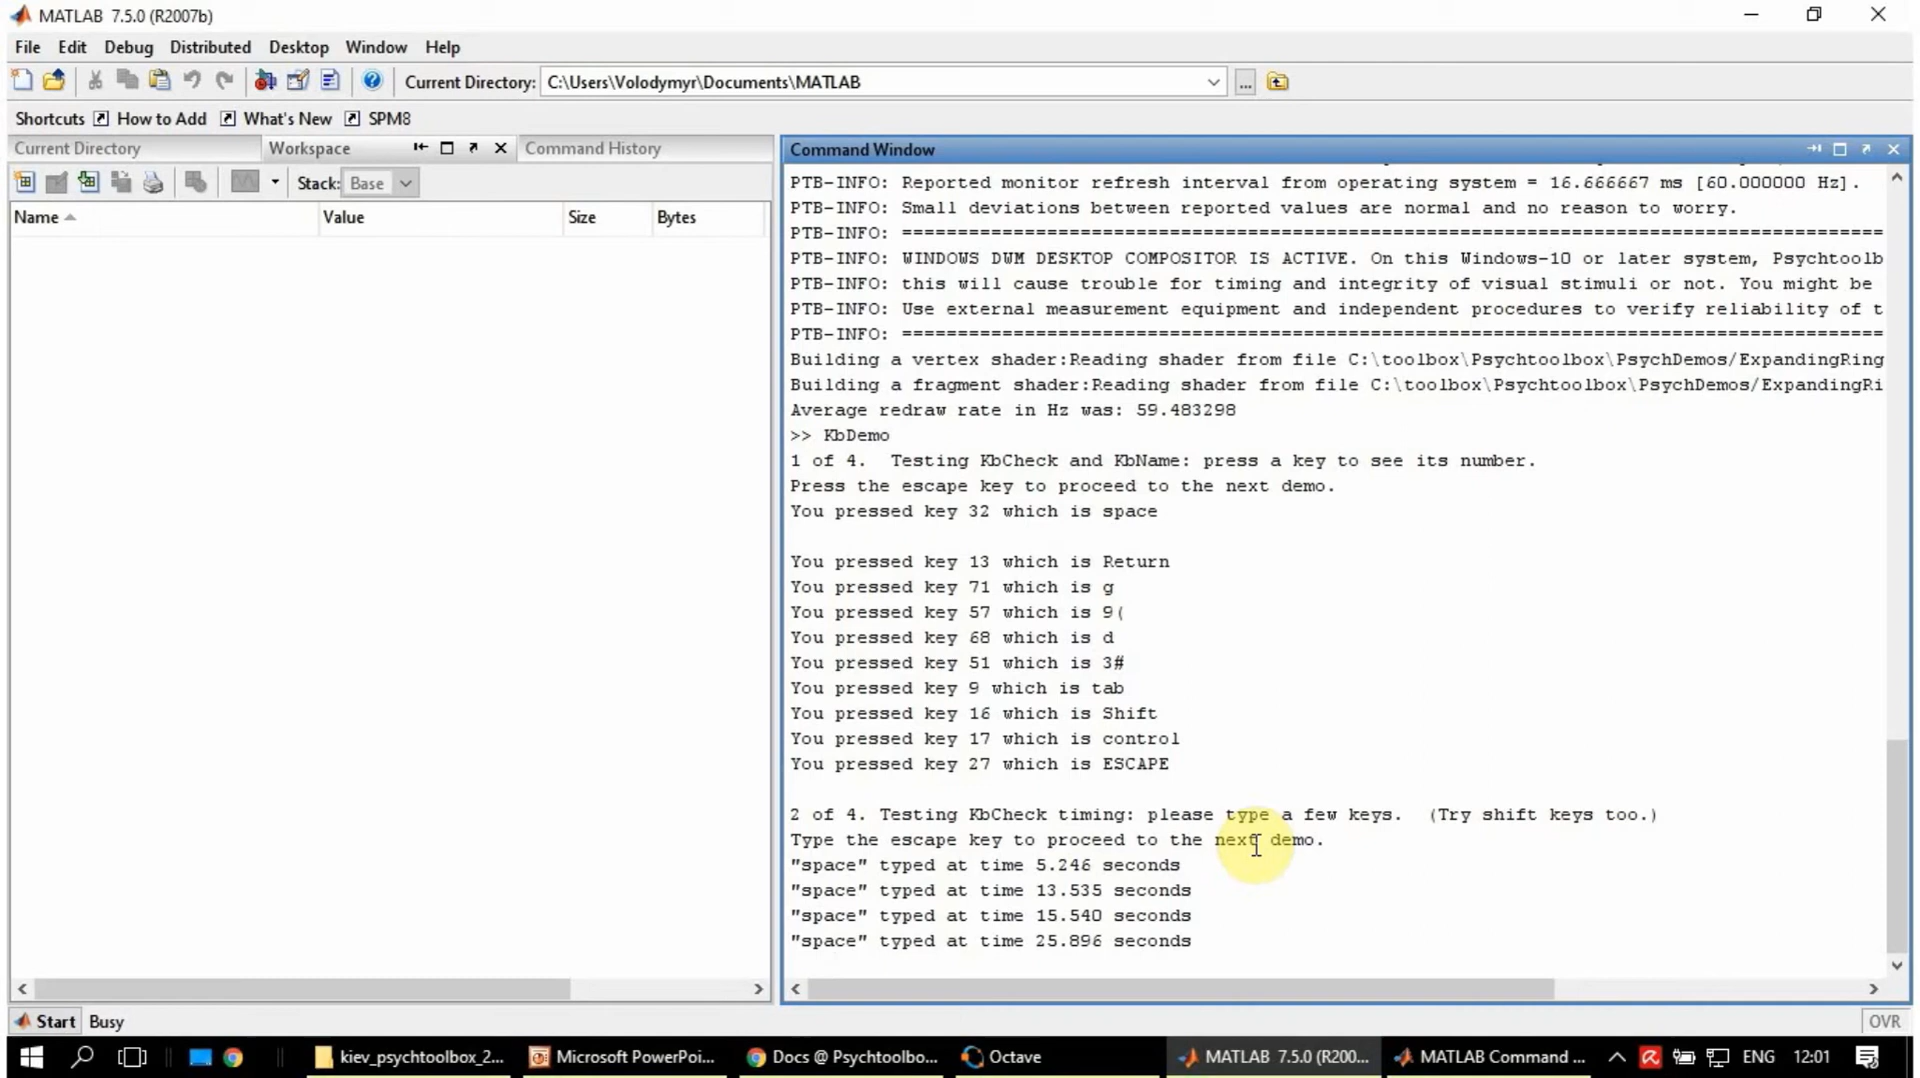 MATLAB 7.5.0 (R2007b)
File Edit Debug Distributed Desktop Window Help
Current Directory: C:\Users\Volodymyr\Documents\MATLAB ...
Shortcuts How to Add What's New SPM8
Current Directory Workspace Command History
Stack: Base
Name Value Size Bytes
Command Window
PTB-INFO: Reported monitor refresh interval from operating system = 16.666667 ms [60.000000 Hz].
PTB-INFO: Small deviations between reported values are normal and no reason to worry.
PTB-INFO: ========================================================================================
PTB-INFO: WINDOWS DWM DESKTOP COMPOSITOR IS ACTIVE. On this Windows-10 or later system, Psychtoolb
PTB-INFO: this will cause trouble for timing and integrity of visual stimuli or not. You might be
PTB-INFO: Use external measurement equipment and independent procedures to verify reliability of t
PTB-INFO: ========================================================================================
Building a vertex shader:Reading shader from file C:\toolbox\Psychtoolbox\PsychDemos/ExpandingRing
Building a fragment shader:Reading shader from file C:\toolbox\Psychtoolbox\PsychDemos/ExpandingRi
Average redraw rate in Hz was: 59.483298
>> KbDemo
1 of 4.  Testing KbCheck and KbName: press a key to see its number.
Press the escape key to proceed to the next demo.
You pressed key 32 which is space
You pressed key 13 which is Return
You pressed key 71 which is g
You pressed key 57 which is 9(
You pressed key 68 which is d
You pressed key 51 which is 3#
You pressed key 9 which is tab
You pressed key 16 which is Shift
You pressed key 17 which is control
You pressed key 27 which is ESCAPE
2 of 4. Testing KbCheck timing: please type a few keys.  (Try shift keys too.)
Type the escape key to proceed to the next demo.
"space" typed at time 5.246 seconds
"space" typed at time 13.535 seconds
"space" typed at time 15.540 seconds
"space" typed at time 25.896 seconds
Start Busy OVR
kiev_psychtoolbox_2... Microsoft PowerPoi... Docs @ Psychtoolbo... Octave MATLAB 7.5.0 (R200... MATLAB Command ... ENG 12:01